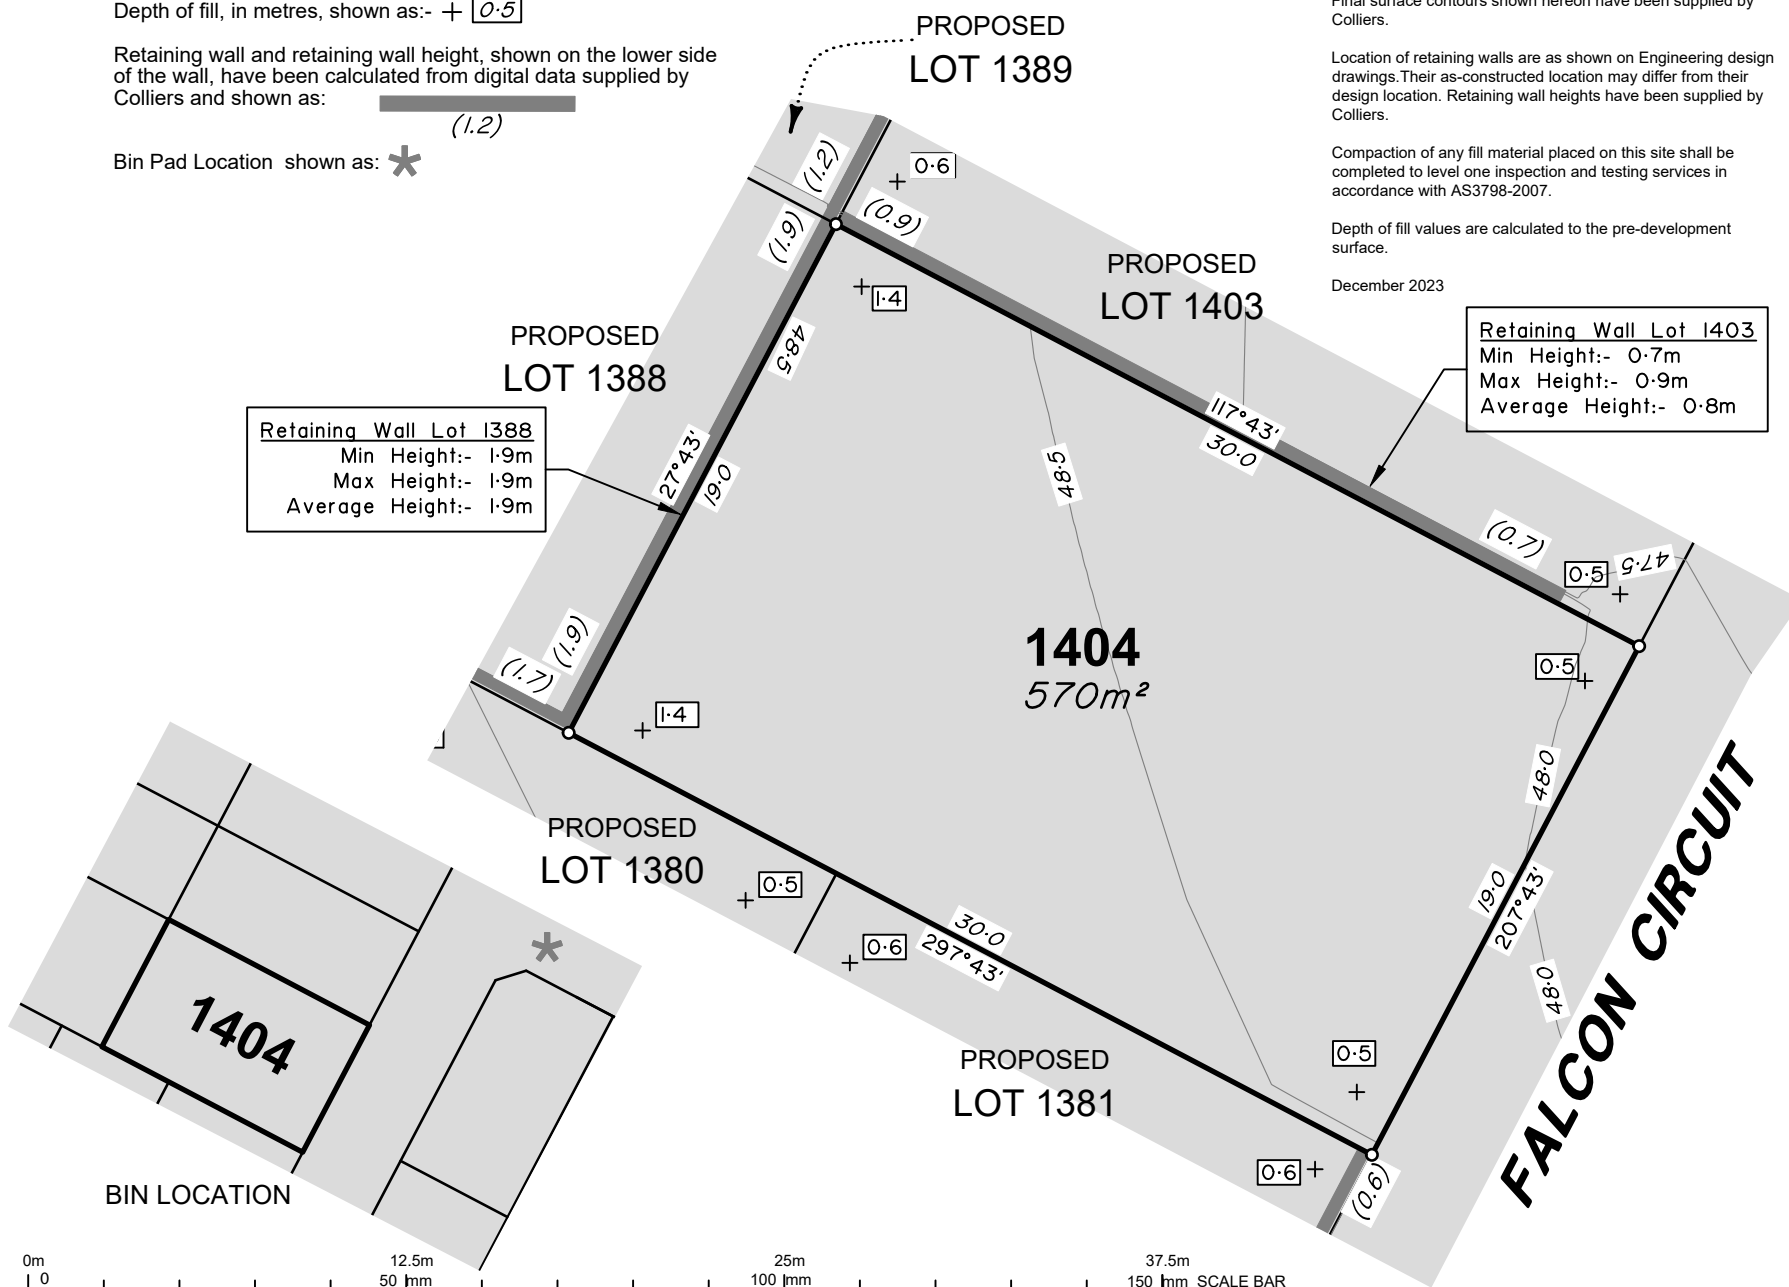 Depth of fill, in metres, shown as:- + 0·5
Retaining wall and retaining wall height, shown on the lower side
of the wall, have been calculated from digital data supplied by
Colliers and shown as:
(1.2)
Bin Pad Location shown as:
Final surface contours shown hereon have been supplied by
Colliers.
Location of retaining walls are as shown on Engineering design
drawings.Their as-constructed location may differ from their
design location. Retaining wall heights have been supplied by
Colliers.
Compaction of any fill material placed on this site shall be
completed to level one inspection and testing services in
accordance with AS3798-2007.
Depth of fill values are calculated to the pre-development
surface.
December 2023
PROPOSED
LOT 1389
(1.2)
0·6
(0.9)
(1.9)
1·4
PROPOSED
LOT 1403
Retaining Wall Lot 1403
Min Height:- 0·7m
Max Height:- 0·9m
Average Height:- 0·8m
PROPOSED
LOT 1388
48·5
Retaining Wall Lot 1388
Min Height:- 1·9m
Max Height:- 1·9m
Average Height:- 1·9m
27°43'
19·0
117°43'
30·0
48·5
(0.7)
0·5
47·5
0·5
1404
570m²
(1.9)
(1.7)
1·4
48·0
PROPOSED
LOT 1380
0·5
0·6
30·0
297°43'
19·0
207°43'
48·0
FALCON CIRCUIT
0·5
PROPOSED
LOT 1381
0·6
(0.6)
1404
BIN LOCATION
0m 12.5m 25m 37.5m
0 50 mm 100 mm 150 mm SCALE BAR